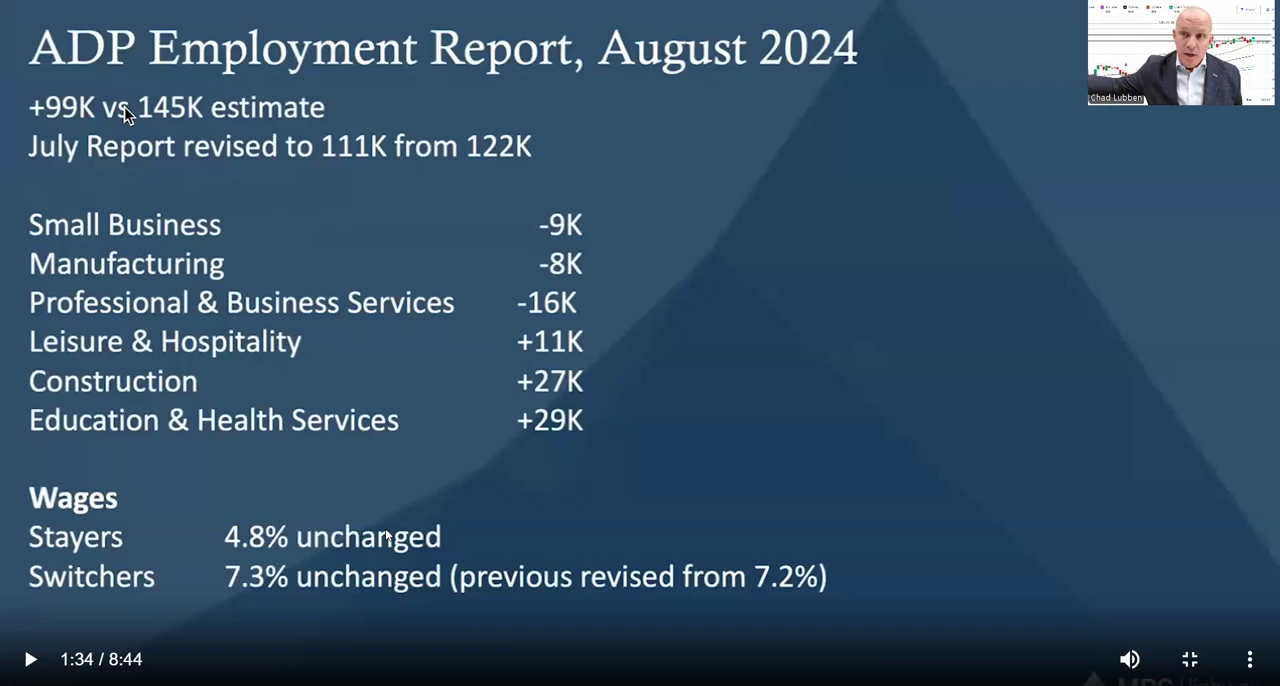 ADP Employment Report, August 2024
+99K vs 145K estimate
July Report revised to 111K from 122K
Small Business -9K
Manufacturing -8K
Professional & Business Services -16K
Leisure & Hospitality +11K
Construction +27K
Education & Health Services +29K
Wages
Stayers 4.8% unchanged
Switchers 7.3% unchanged (previous revised from 7.2%)
Chad Lubben
1:34 / 8:44